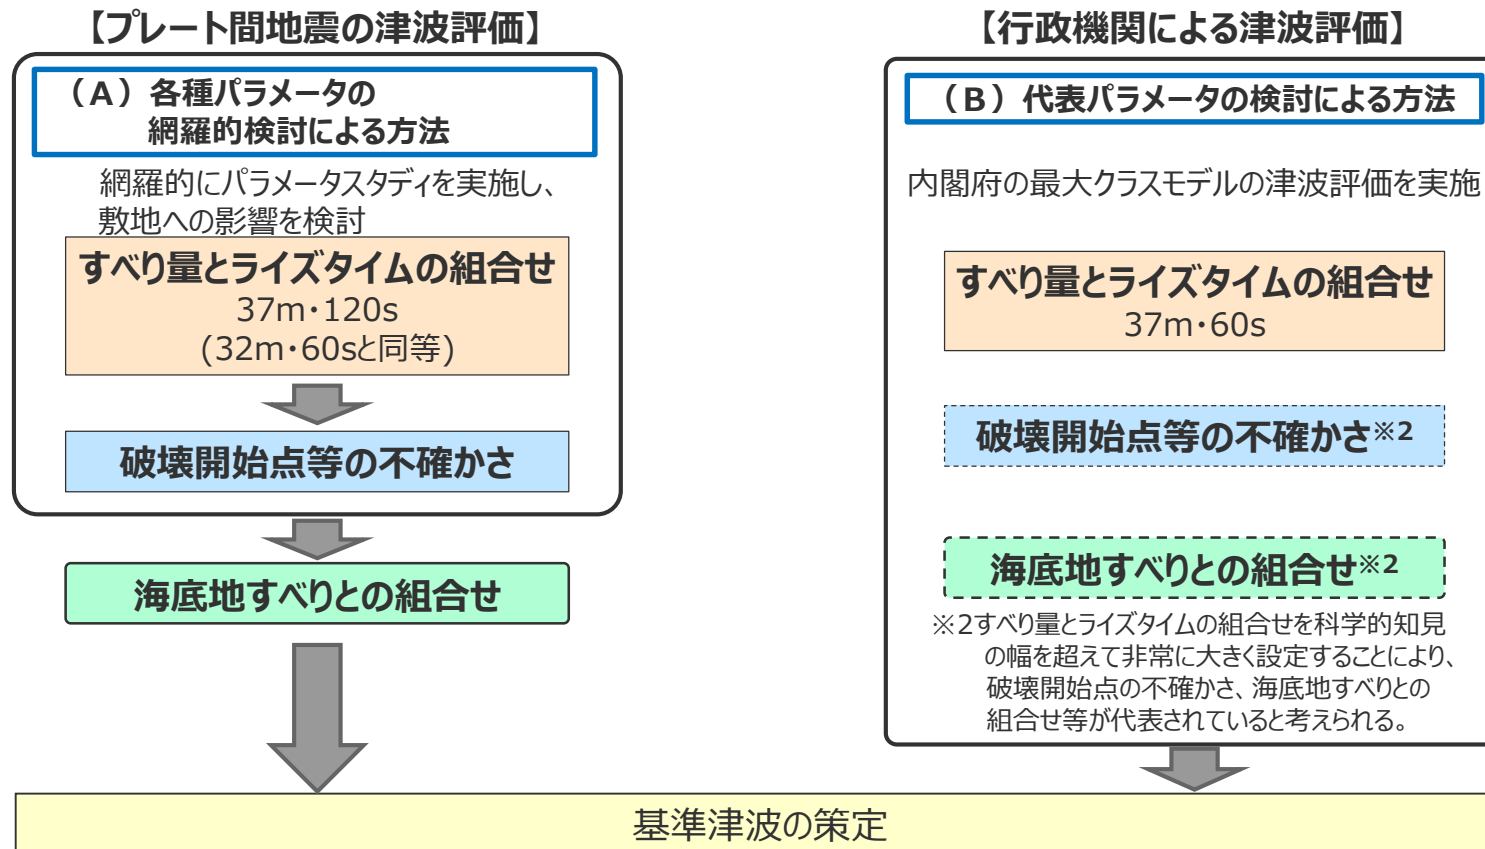 【プレート間地震の津波評価】
（A）各種パラメータの
網羅的検討による方法
網羅的にパラメータスタディを実施し、
敷地への影響を検討
すべり量とライズタイムの組合せ
37m・120s
(32m・60sと同等)
破壊開始点等の不確かさ
海底地すべりとの組合せ
【行政機関による津波評価】
（B）代表パラメータの検討による方法
内閣府の最大クラスモデルの津波評価を実施
すべり量とライズタイムの組合せ
37m・60s
破壊開始点等の不確かさ※2
海底地すべりとの組合せ※2
※2すべり量とライズタイムの組合せを科学的知見
の幅を超えて非常に大きく設定することにより、
破壊開始点の不確かさ、海底地すべりとの
組合せ等が代表されていると考えられる。
基準津波の策定